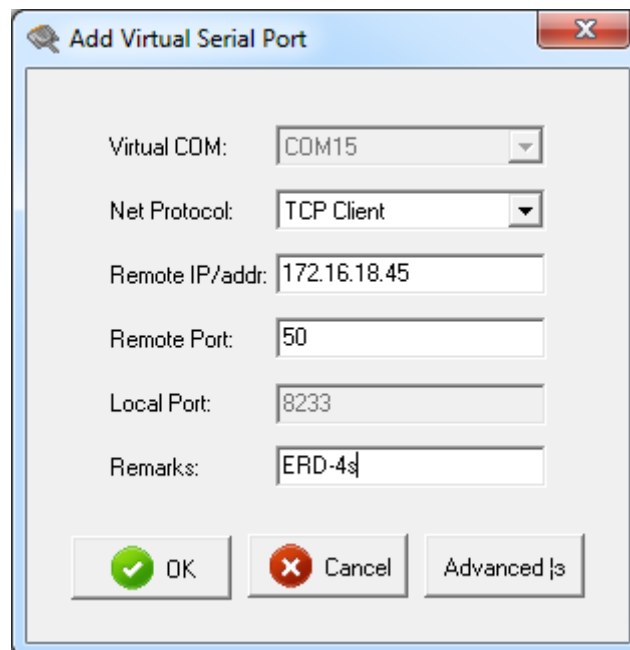 Add Virtual Serial Port
Virtual COM: COM15
Net Protocol: TCP Client
Remote IP/addr: 172.16.18.45
Remote Port: 50
Local Port: 8233
Remarks: ERD-4s
OK Cancel Advanced ¦з